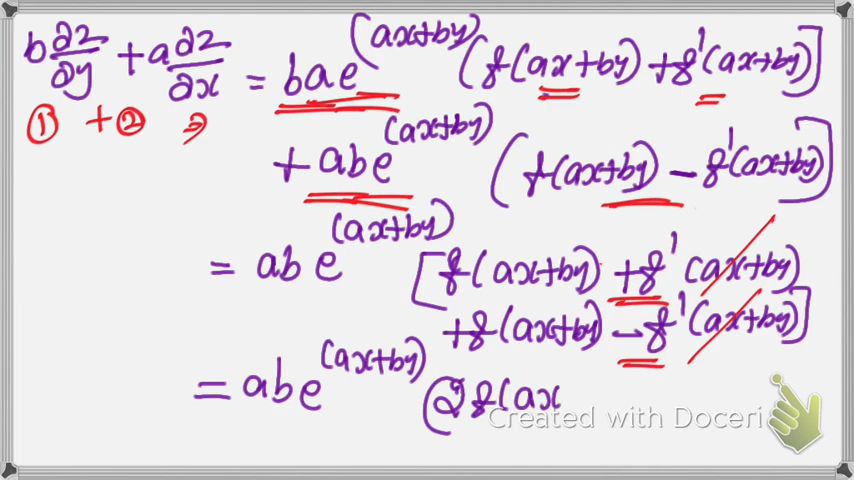 b ∂z/∂y + a ∂z/∂x = bae^(ax+by) (f(ax+by) + f'(ax+by)]
① + ② ⇒
+ abe^(ax+by) (f(ax+by) − f'(ax+by)]
= abe^(ax+by) [f(ax+by) + f'(ax+by)
+f(ax+by) − f'(ax+by)]
= abe^(ax+by) (2f(ax
Created with Doceri